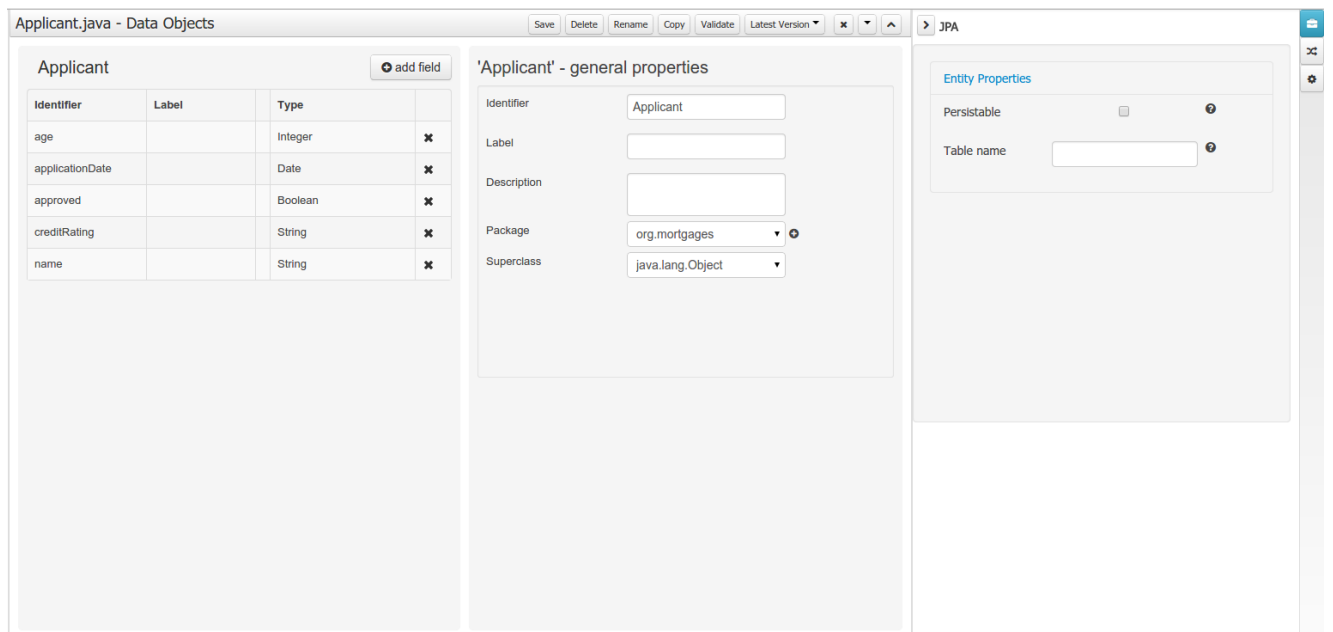 Applicant.java - Data Objects
Save Delete Rename Copy Validate Latest Version
JPA
Applicant
add field
Identifier Label Type
age Integer
applicationDate Date
approved Boolean
creditRating String
name String
'Applicant' - general properties
Identifier Applicant
Label
Description
Package org.mortgages
Superclass java.lang.Object
Entity Properties
Persistable
Table name